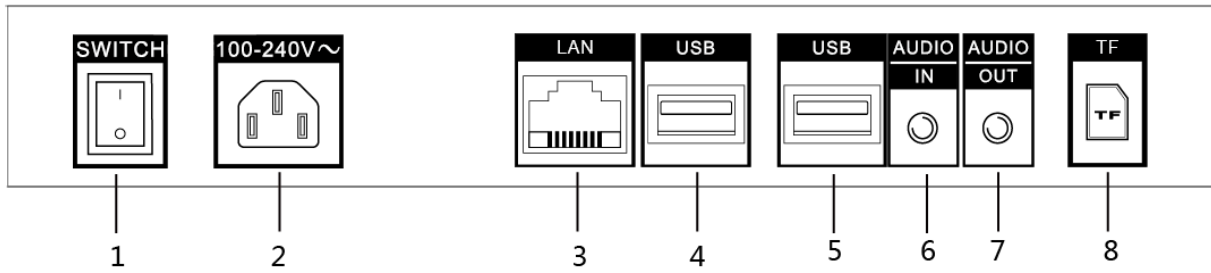 SWITCH 100-240V~ LAN USB USB AUDIO AUDIO TF
IN OUT
TF
1 2 3 4 5 6 7 8